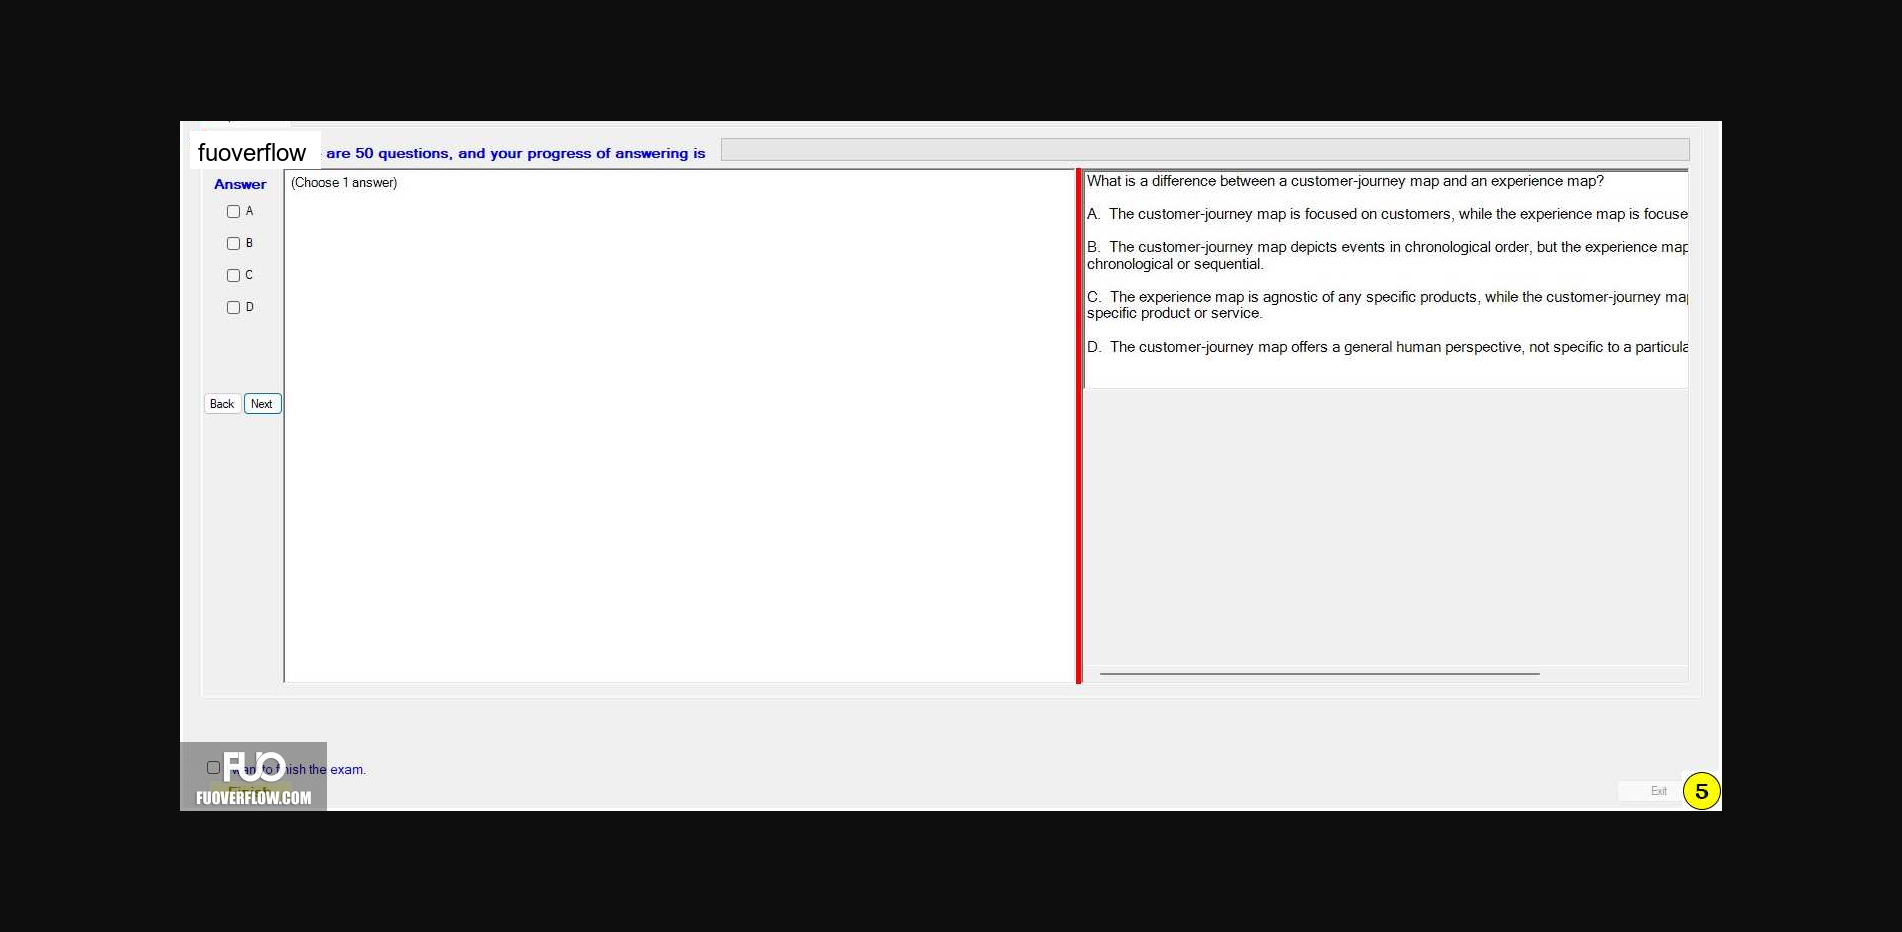 fuoverflow are 50 questions, and your progress of answering is
Answer
(Choose 1 answer)
A
B
C
D
Back Next
What is a difference between a customer-journey map and an experience map?
A. The customer-journey map is focused on customers, while the experience map is focuse
B. The customer-journey map depicts events in chronological order, but the experience map
chronological or sequential.
C. The experience map is agnostic of any specific products, while the customer-journey ma
specific product or service.
D. The customer-journey map offers a general human perspective, not specific to a particula
want to finish the exam.
Finish
FUO
FUOVERFLOW.COM
Exit
5